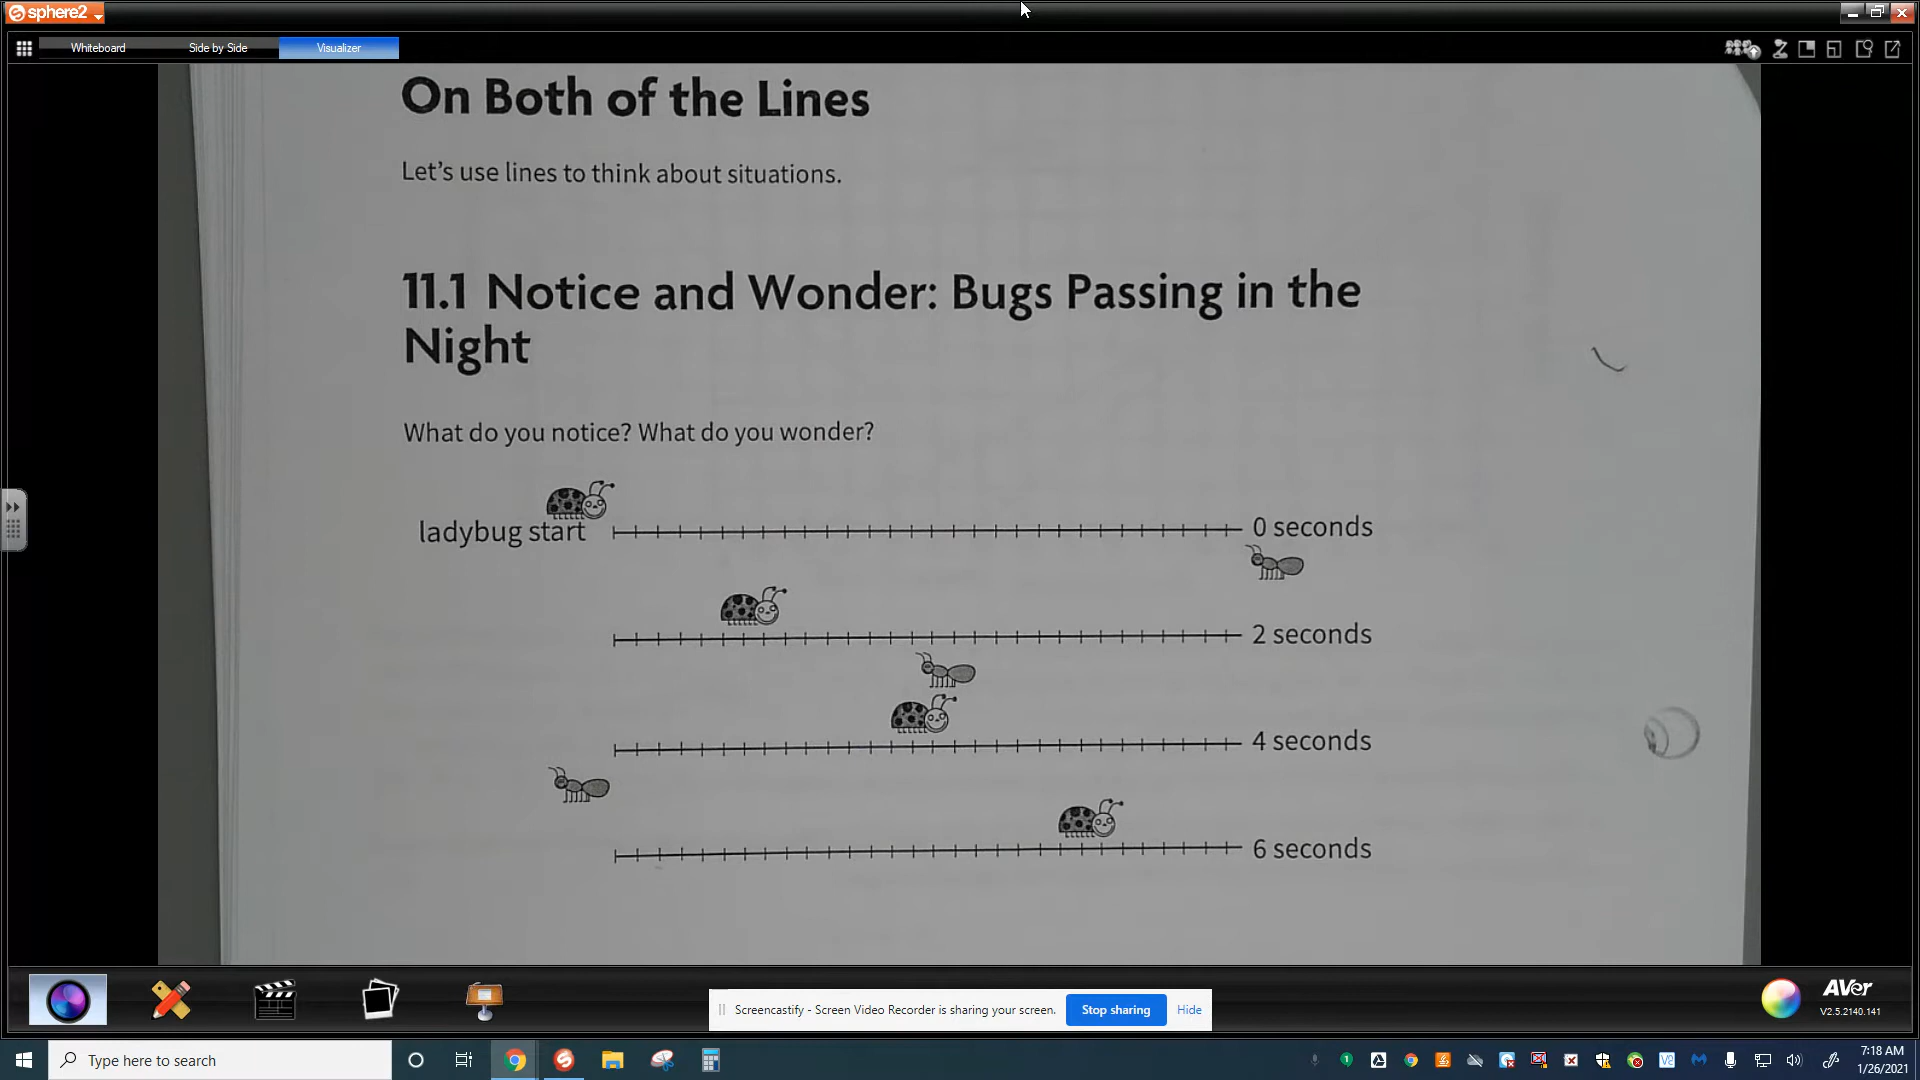 sphere2
Whiteboard
Side by Side
Visualizer
On Both of the Lines
Let's use lines to think about situations.
11.1 Notice and Wonder: Bugs Passing in the
Night
What do you notice? What do you wonder?
ladybug start
0 seconds
2 seconds
4 seconds
6 seconds
Screencastify - Screen Video Recorder is sharing your screen.
Stop sharing
Hide
AVer
V2.5.2140.141
Type here to search
7:18 AM
1/26/2021